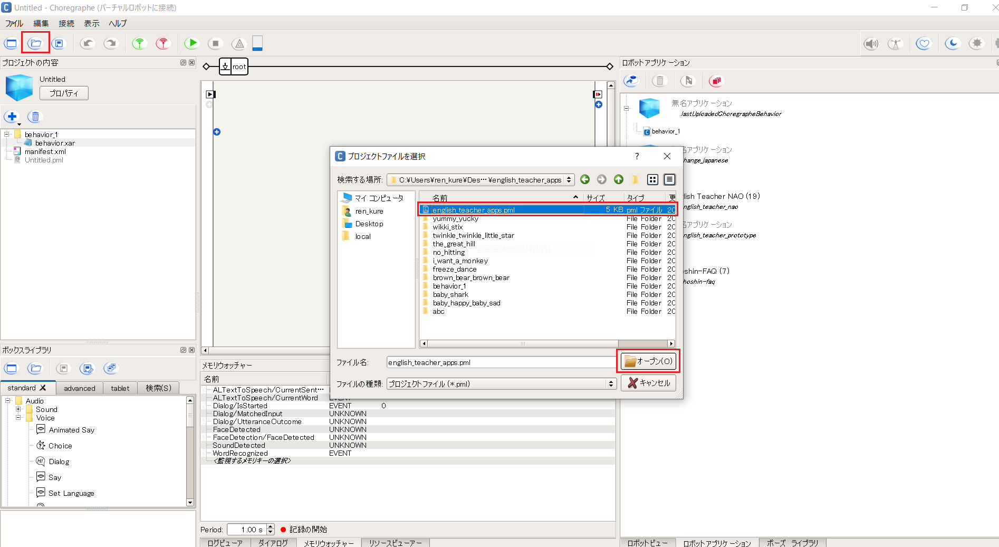 Untitled - Choregraphe (バーチャルロボットに接続)
ファイル 編集 接続 表示 ヘルプ
プロジェクトの内容
Untitled
プロパティ
behavior_1
behavior.xar
manifest.xml
Untitled.pml
root
ロボットアプリケーション
無名アプリケーション
.lastUploadedChoregrapheBehavior
behavior_1
名アプリケーション
hange_japanese
lish Teacher NAO (19)
nglish_teacher_nao
名アプリケーション
nglish_teacher_prototype
shin-FAQ (7)
hoshin-faq
プロジェクトファイルを選択
?
検索する場所: C:¥Users¥ren_kure¥Des…¥english_teacher_apps
マイ コンピュータ
ren_kure
Desktop
local
名前 サイズ タイプ 更
english_teacher_apps.pml 5 KB pml ファイル 20
yummy_yucky File Folder 20
wikki_stix File Folder 20
twinkle_twinkle_little_star File Folder 20
the_great_hill File Folder 20
no_hitting File Folder 20
i_want_a_monkey File Folder 20
freeze_dance File Folder 20
brown_bear_brown_bear File Folder 20
behavior_1 File Folder 20
baby_shark File Folder 20
baby_happy_baby_sad File Folder 20
abc File Folder 20
ファイル名: english_teacher_apps.pml オープン(O)
ファイルの種類: プロジェクトファイル (*.pml) キャンセル
ボックスライブラリ
standard advanced tablet 検索(S)
Audio
Sound
Voice
Animated Say
Choice
Dialog
Say
Set Language
メモリウォッチャー
名前
ALTextToSpeech/CurrentSent…
ALTextToSpeech/CurrentWord EVENT
Dialog/IsStarted EVENT 0
Dialog/MatchedInput UNKNOWN
Dialog/UtteranceOutcome UNKNOWN
FaceDetected UNKNOWN
FaceDetection/FaceDetected UNKNOWN
SoundDetected UNKNOWN
WordRecognized EVENT
<監視するメモリキーの選択>
Period: 1.00 s 記録の開始
ログビューア ダイアログ メモリウォッチャー リソースビューアー
ロボットビュー ロボットアプリケーション ポーズ ライブラリ